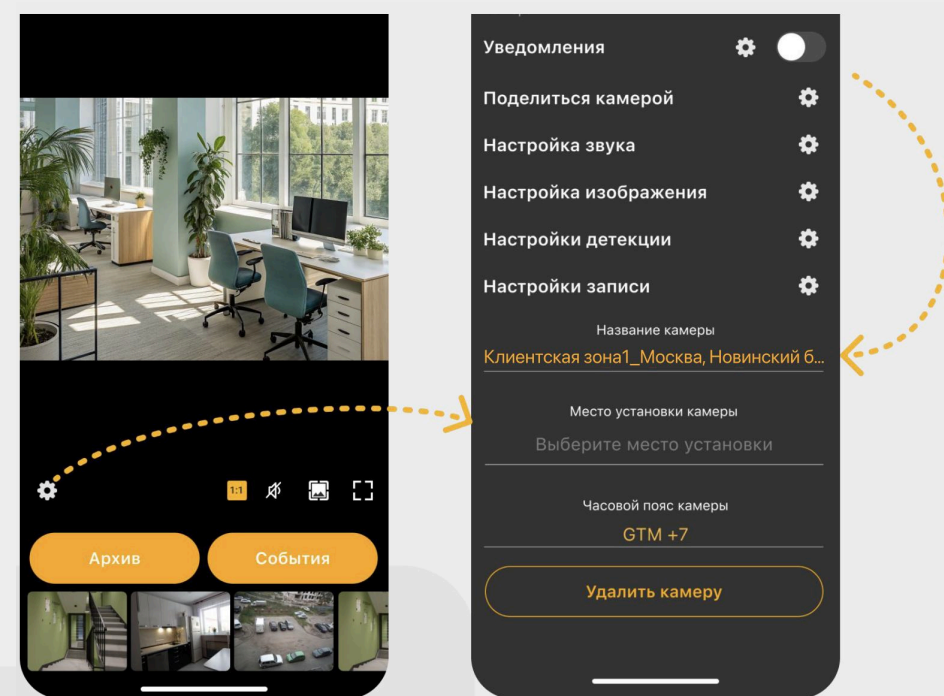 1:1
Архив
События
Уведомления
Поделиться камерой
Настройка звука
Настройка изображения
Настройки детекции
Настройки записи
Название камеры
Клиентская зона1_Москва, Новинский б...
Место установки камеры
Выберите место установки
Часовой пояс камеры
GTM +7
Удалить камеру